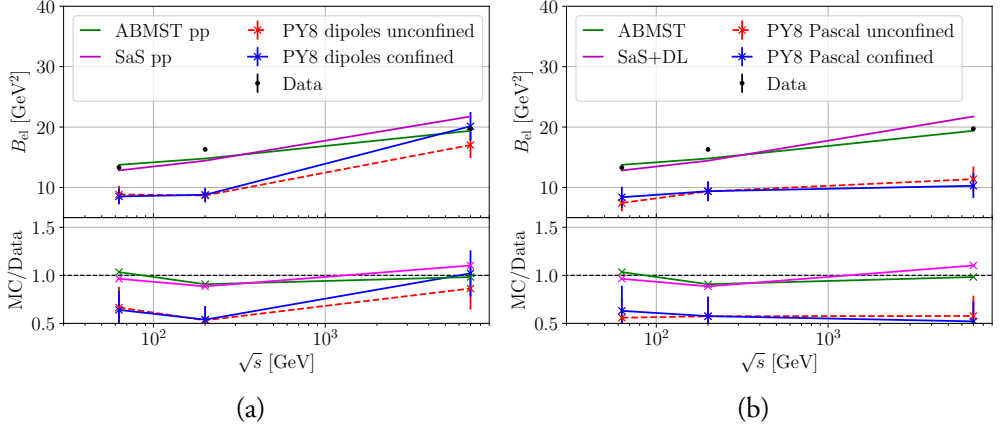 ABMST pp
SaS pp
PY8 dipoles unconfined
PY8 dipoles confined
Data
40
30
20
10
B_el [GeV²]
1.5
1.0
0.5
MC/Data
10² 10³
√s [GeV]
(a)
ABMST
SaS+DL
PY8 Pascal unconfined
PY8 Pascal confined
Data
40
30
20
10
B_el [GeV²]
1.5
1.0
0.5
MC/Data
10² 10³
√s [GeV]
(b)